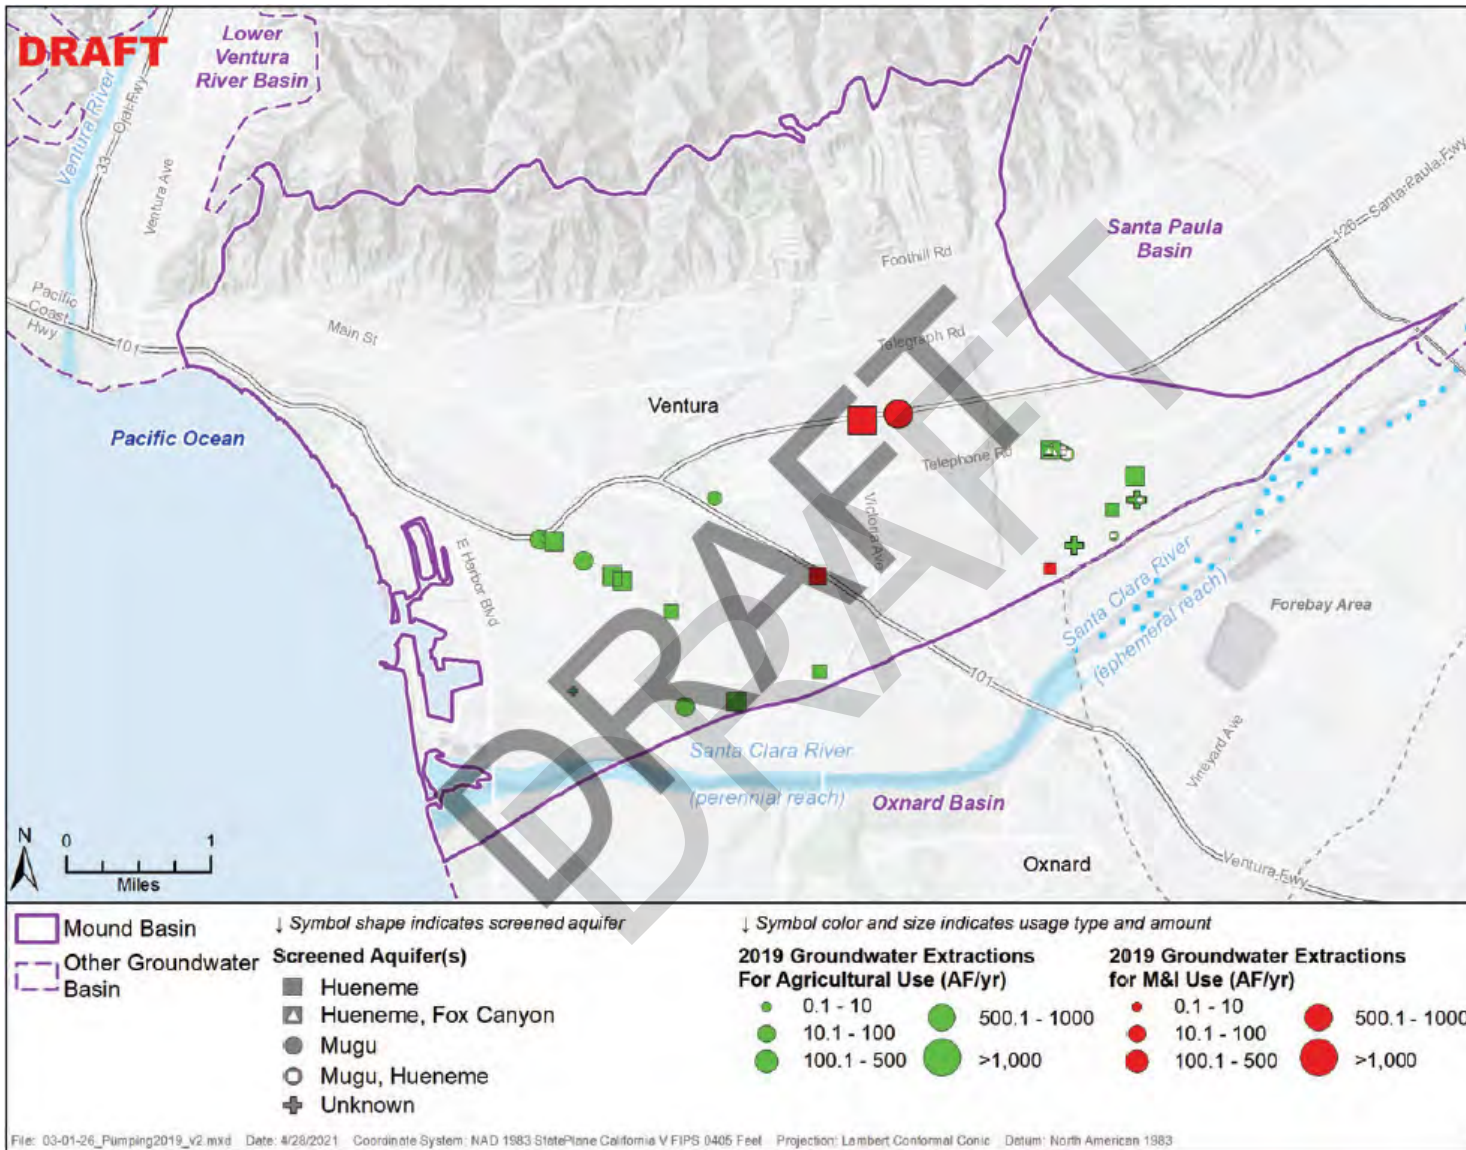 DRAFT
Lower
Ventura
River Basin
Ventura River
33
Ojai Fwy
Ventura Ave
Santa Paula
Basin
126
Santa Paula Fwy
Foothill Rd
Pacific
Coast
Hwy
101
Main St
Telegraph Rd
Ventura
Pacific Ocean
Telephone Rd
Victoria Ave
E Harbor Blvd
Santa Clara River
(ephemeral reach)
Forebay Area
101
Vineyard Ave
Santa Clara River
(perennial reach)
Oxnard Basin
Oxnard
Ventura Fwy
DRAFT
DRAFT
N
0 1
Miles
Mound Basin
Other Groundwater
Basin
↓ Symbol shape indicates screened aquifer
Screened Aquifer(s)
Hueneme
Hueneme, Fox Canyon
Mugu
Mugu, Hueneme
Unknown
↓ Symbol color and size indicates usage type and amount
2019 Groundwater Extractions
For Agricultural Use (AF/yr)
0.1 - 10
10.1 - 100
100.1 - 500
500.1 - 1000
>1,000
2019 Groundwater Extractions
for M&I Use (AF/yr)
0.1 - 10
10.1 - 100
100.1 - 500
500.1 - 1000
>1,000
File: 03-01-26_Pumping2019_v2.mxd Date: 4/28/2021 Coordinate System: NAD 1983 StatePlane California V FIPS 0405 Feet Projection: Lambert Conformal Conic Datum: North American 1983